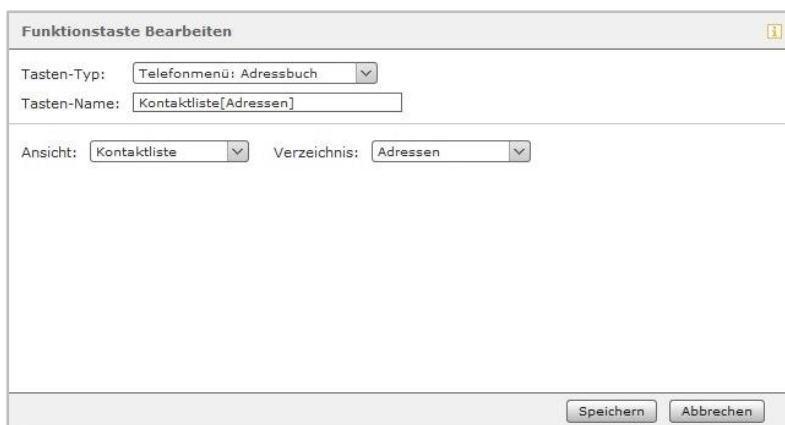 Funktionstaste Bearbeiten
Tasten-Typ: Telefonmenü: Adressbuch
Tasten-Name: Kontaktliste[Adressen]
Ansicht: Kontaktliste Verzeichnis: Adressen
Speichern Abbrechen